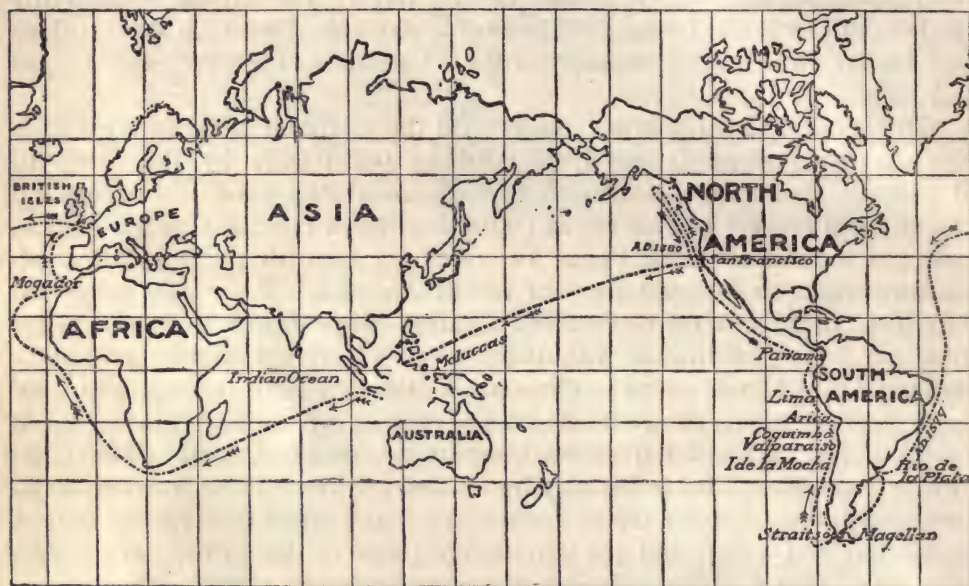 BRITISH
ISLES
EUROPE
ASIA
NORTH
AMERICA
San Francisco
Mogador
AFRICA
to Moluccas
Panama
Indian Ocean
SOUTH
AMERICA
Lima
Arica
Coquimbo
Valparaiso
I de la Mocha
AUSTRALIA
Rio de
la Plata
Straits of Magellan